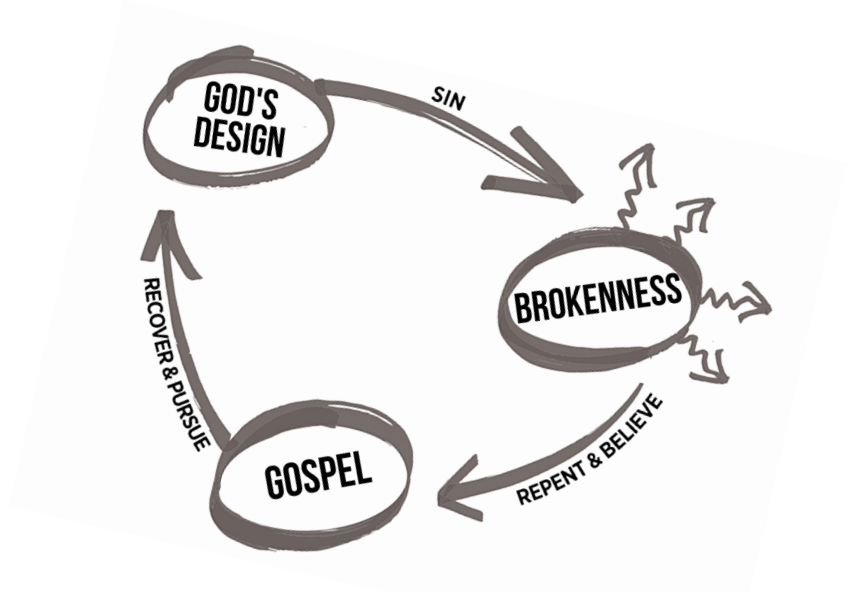 GOD'S
DESIGN
SIN
BROKENNESS
REPENT & BELIEVE
GOSPEL
RECOVER & PURSUE